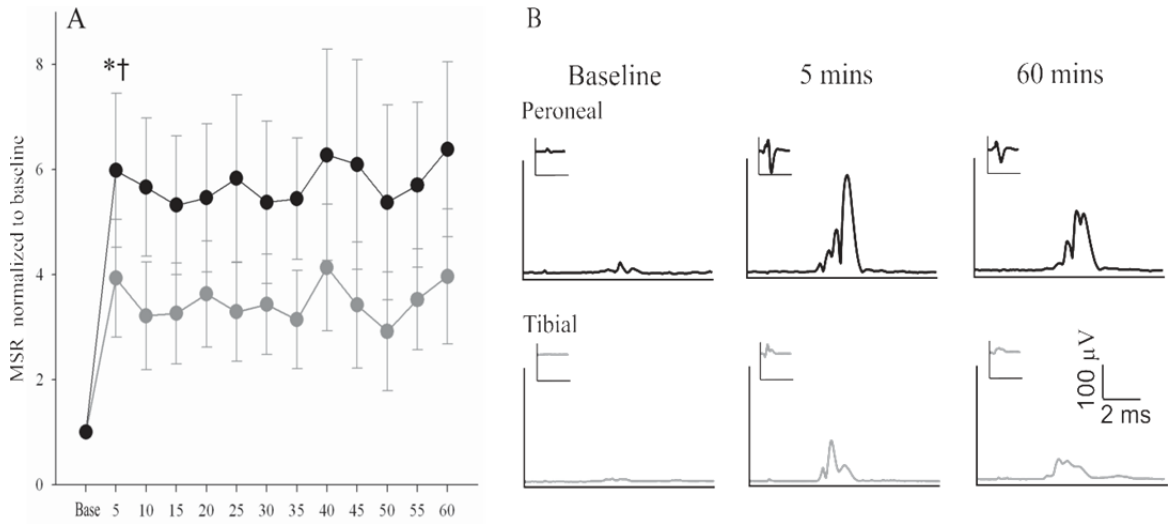 A
MSR normalized to baseline
8
6
4
2
0
*†
Base 5 10 15 20 25 30 35 40 45 50 55 60
B
Baseline 5 mins 60 mins
Peroneal
Tibial
100 μV
2 ms